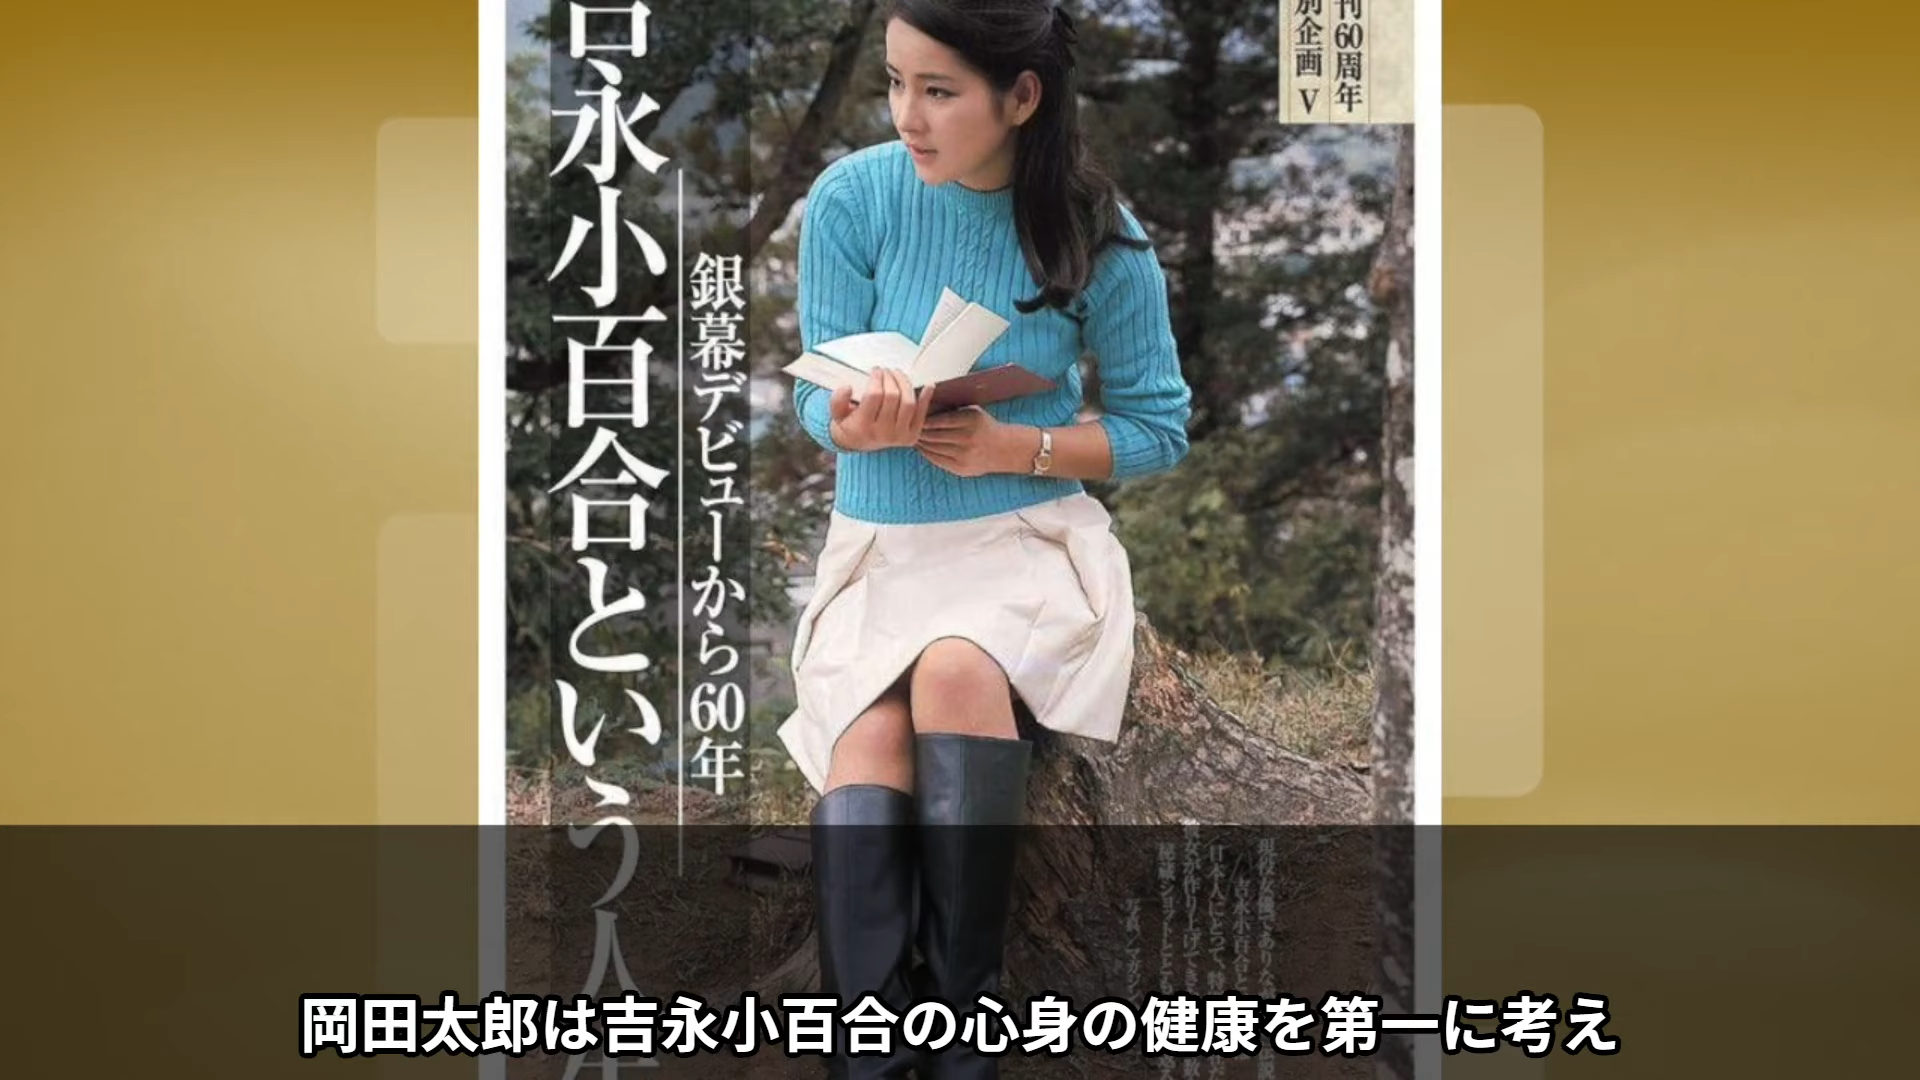 刊60周年
別企画 V
吉永小百合という人生
銀幕デビューから60年
岡田太郎は吉永小百合の心身の健康を第一に考え